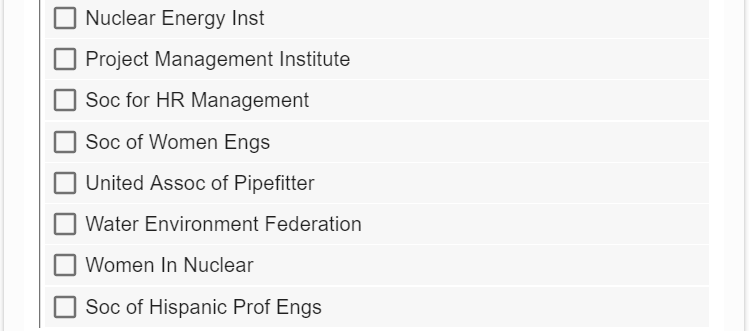 Nuclear Energy Inst
Project Management Institute
Soc for HR Management
Soc of Women Engs
United Assoc of Pipefitter
Water Environment Federation
Women In Nuclear
Soc of Hispanic Prof Engs